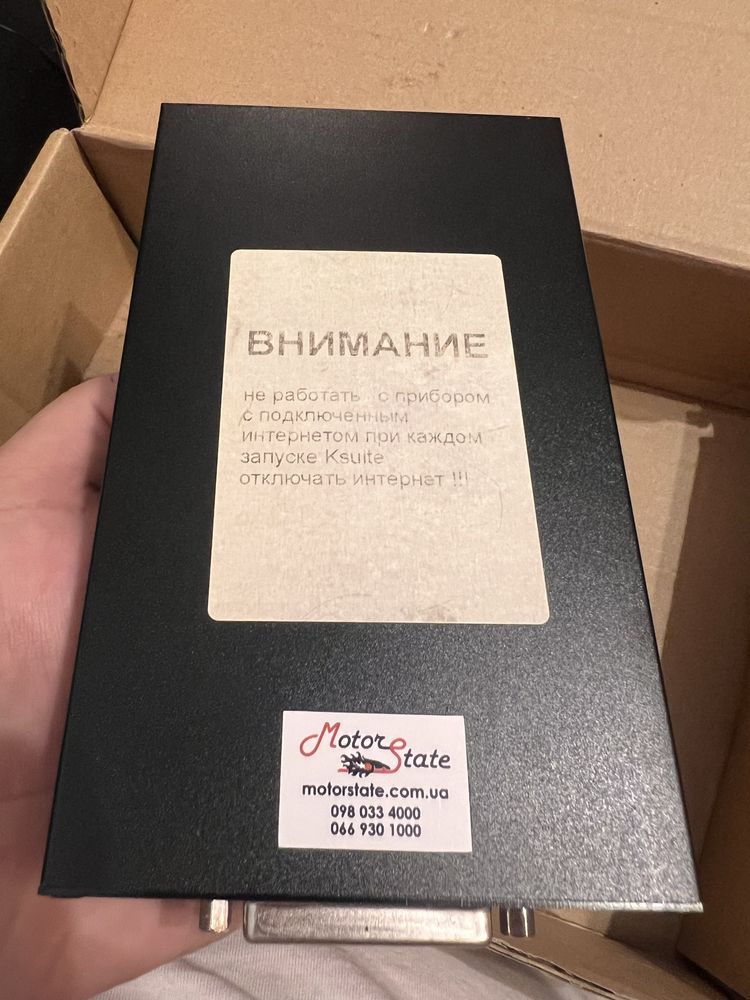 ВНИМАНИЕ
не работать с прибором
с подключенным
интернетом при каждом
запуске Ksuite
отключать интернет !!!
Motor
State
motorstate.com.ua
098 033 4000
066 930 1000